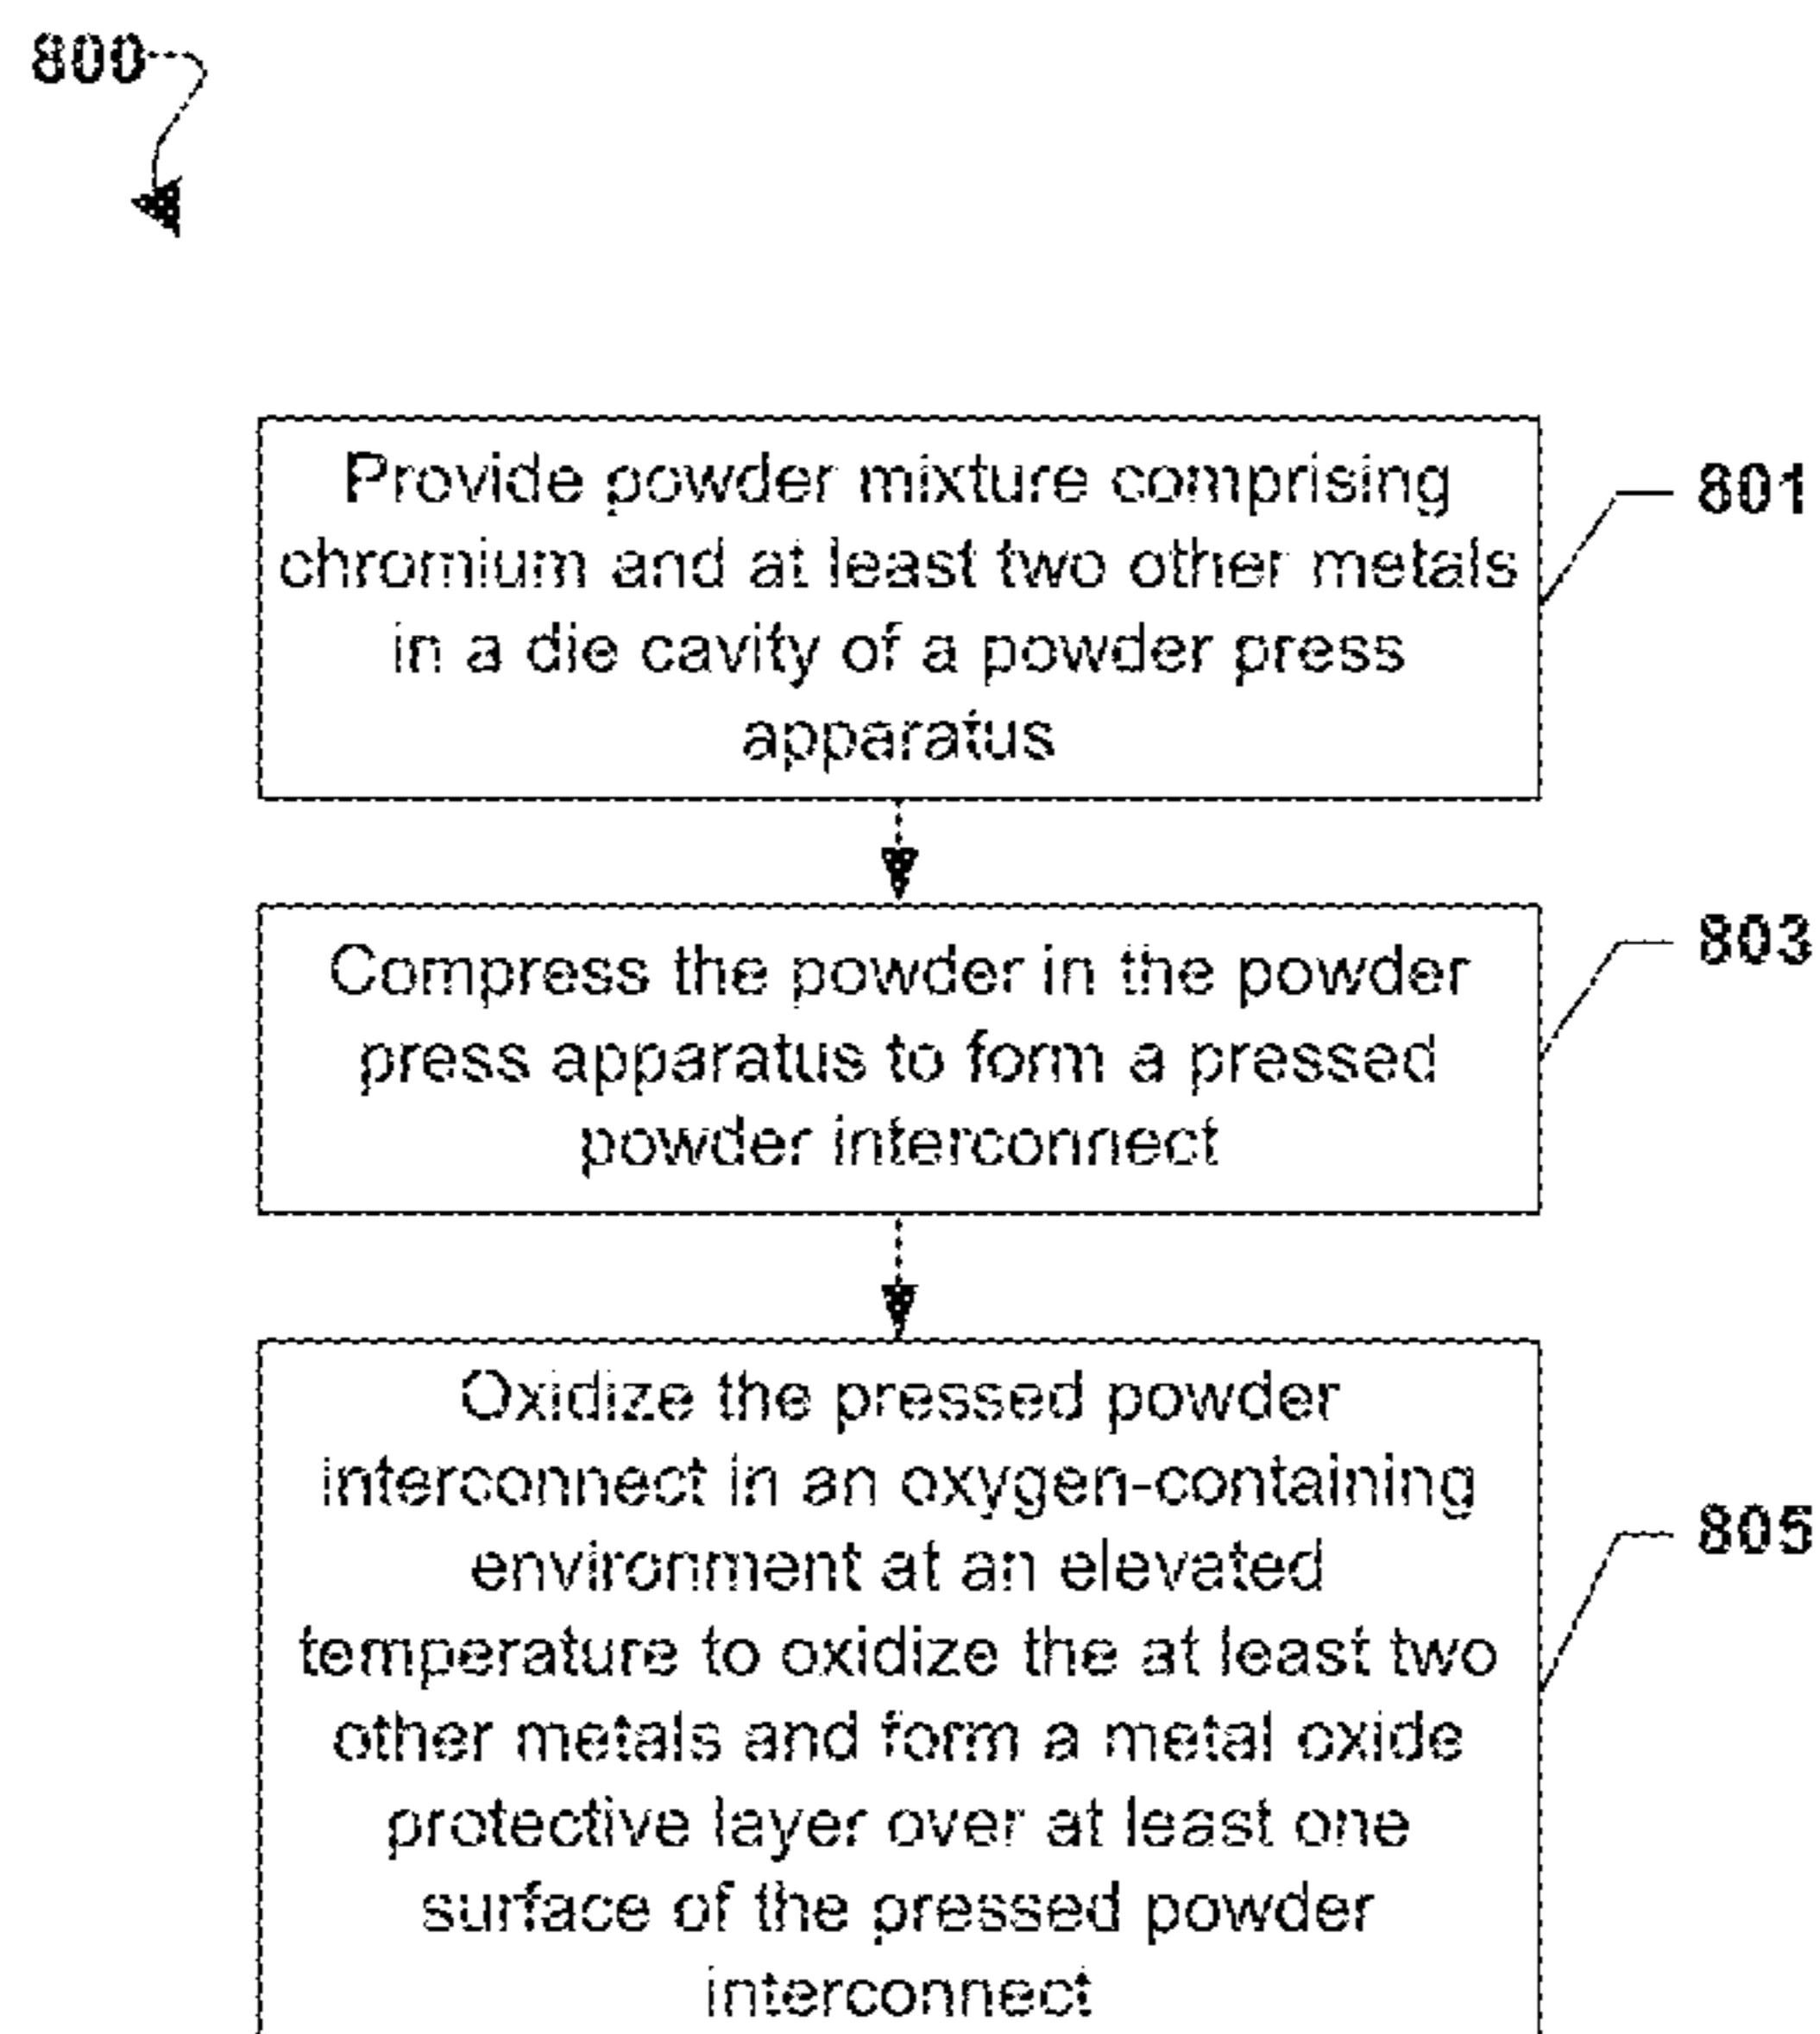 800
Provide powder mixture comprising
chromium and at least two other metals
in a die cavity of a powder press
apparatus
801
Compress the powder in the powder
press apparatus to form a pressed
powder interconnect
803
Oxidize the pressed powder
interconnect in an oxygen-containing
environment at an elevated
temperature to oxidize the at least two
other metals and form a metal oxide
protective layer over at least one
surface of the pressed powder
interconnect
805